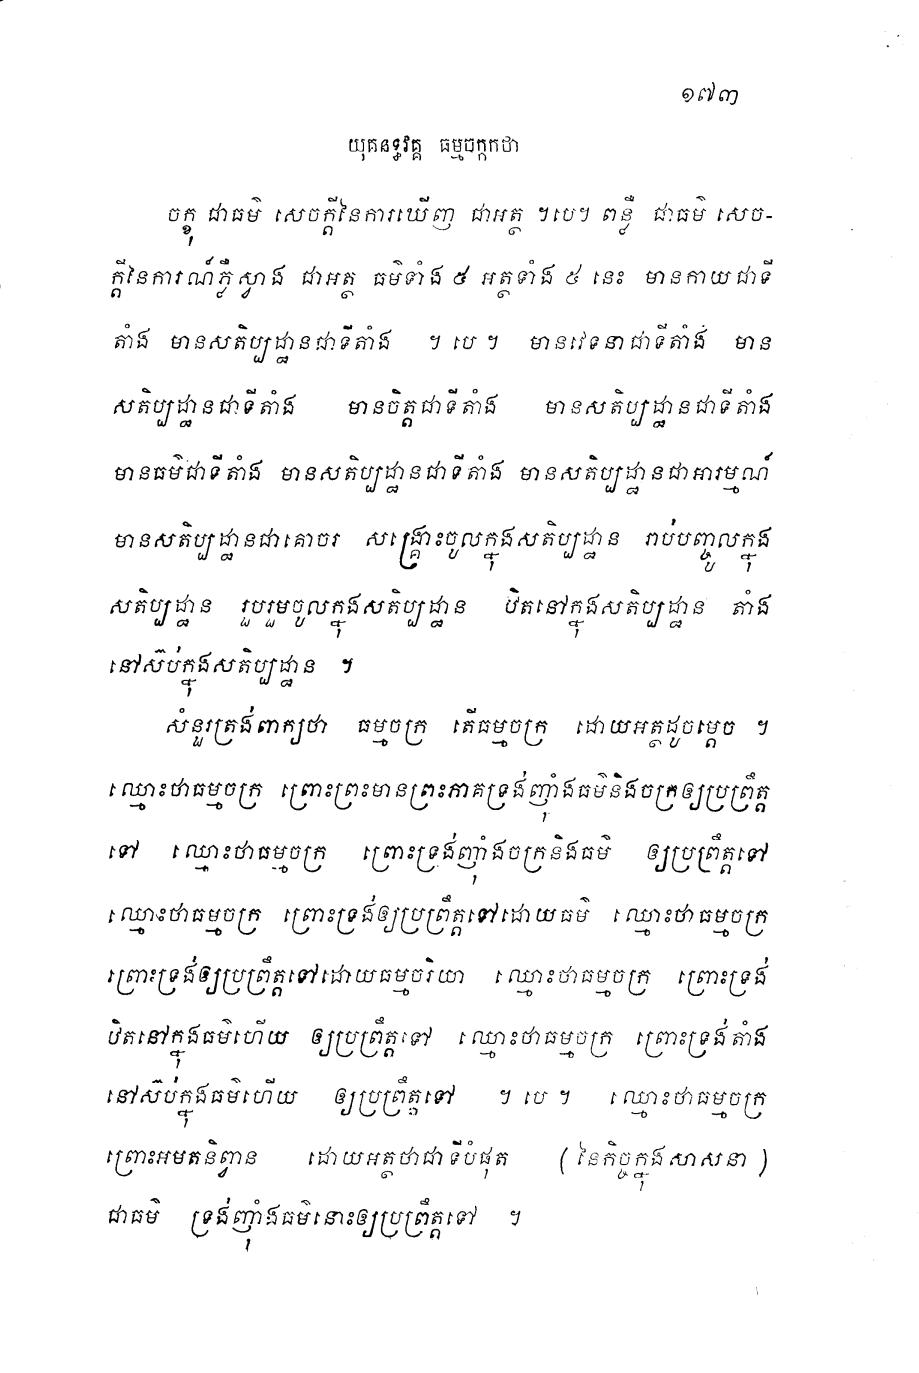 ១៧៣
យុគនទ្ធវគ្គ ធម្មចក្កកថា
ចក្ខុ ជាធម៌ សេចក្តីនៃការឃើញ ជាអត្ថ ។បេ។ ពន្លឺ ជាធម៌ សេច-
ក្តីនៃការណ៍ភ្លឺស្វាង ជាអត្ថ ធម៌ទាំង ៥ អត្ថទាំង ៥ នេះ មានកាយជាទី
តាំង មានសតិប្បដ្ឋានជាទីតាំង ។ បេ ។ មានវេទនាជាទីតាំង មាន
សតិប្បដ្ឋានជាទីតាំង មានចិត្តជាទីតាំង មានសតិប្បដ្ឋានជាទីតាំង
មានធម៌ជាទីតាំង មានសតិប្បដ្ឋានជាទីតាំង មានសតិប្បដ្ឋានជាអារម្មណ៍
មានសតិប្បដ្ឋានជាគោចរ សង្គ្រោះចូលក្នុងសតិប្បដ្ឋាន រាប់បញ្ចូលក្នុង
សតិប្បដ្ឋាន រួបរួមចូលក្នុងសតិប្បដ្ឋាន ឋិតនៅក្នុងសតិប្បដ្ឋាន តាំង
នៅស៊ប់ក្នុងសតិប្បដ្ឋាន ។
សំនួរត្រង់ពាក្យថា ធម្មចក្រ តើធម្មចក្រ ដោយអត្ថដូចម្តេច ។
ឈ្មោះថាធម្មចក្រ ព្រោះព្រះមានព្រះភាគទ្រង់ញុំាងធម៌និងចក្រឲ្យប្រព្រឹត្ត
ទៅ ឈ្មោះថាធម្មចក្រ ព្រោះទ្រង់ញុំាងចក្រនិងធម៌ ឲ្យប្រព្រឹត្តទៅ
ឈ្មោះថាធម្មចក្រ ព្រោះទ្រង់ឲ្យប្រព្រឹត្តទៅដោយធម៌ ឈ្មោះថាធម្មចក្រ
ព្រោះទ្រង់ឲ្យប្រព្រឹត្តទៅដោយធម្មចរិយា ឈ្មោះថាធម្មចក្រ ព្រោះទ្រង់
ឋិតនៅក្នុងធម៌ហើយ ឲ្យប្រព្រឹត្តទៅ ឈ្មោះថាធម្មចក្រ ព្រោះទ្រង់តាំង
នៅស៊ប់ក្នុងធម៌ហើយ ឲ្យប្រព្រឹត្តទៅ ។ បេ ។ ឈ្មោះថាធម្មចក្រ
ព្រោះអមតនិព្វាន ដោយអត្ថថាជាទីបំផុត (នៃកិច្ចក្នុងសាសនា)
ជាធម៌ ទ្រង់ញុំាងធម៌នោះឲ្យប្រព្រឹត្តទៅ ។